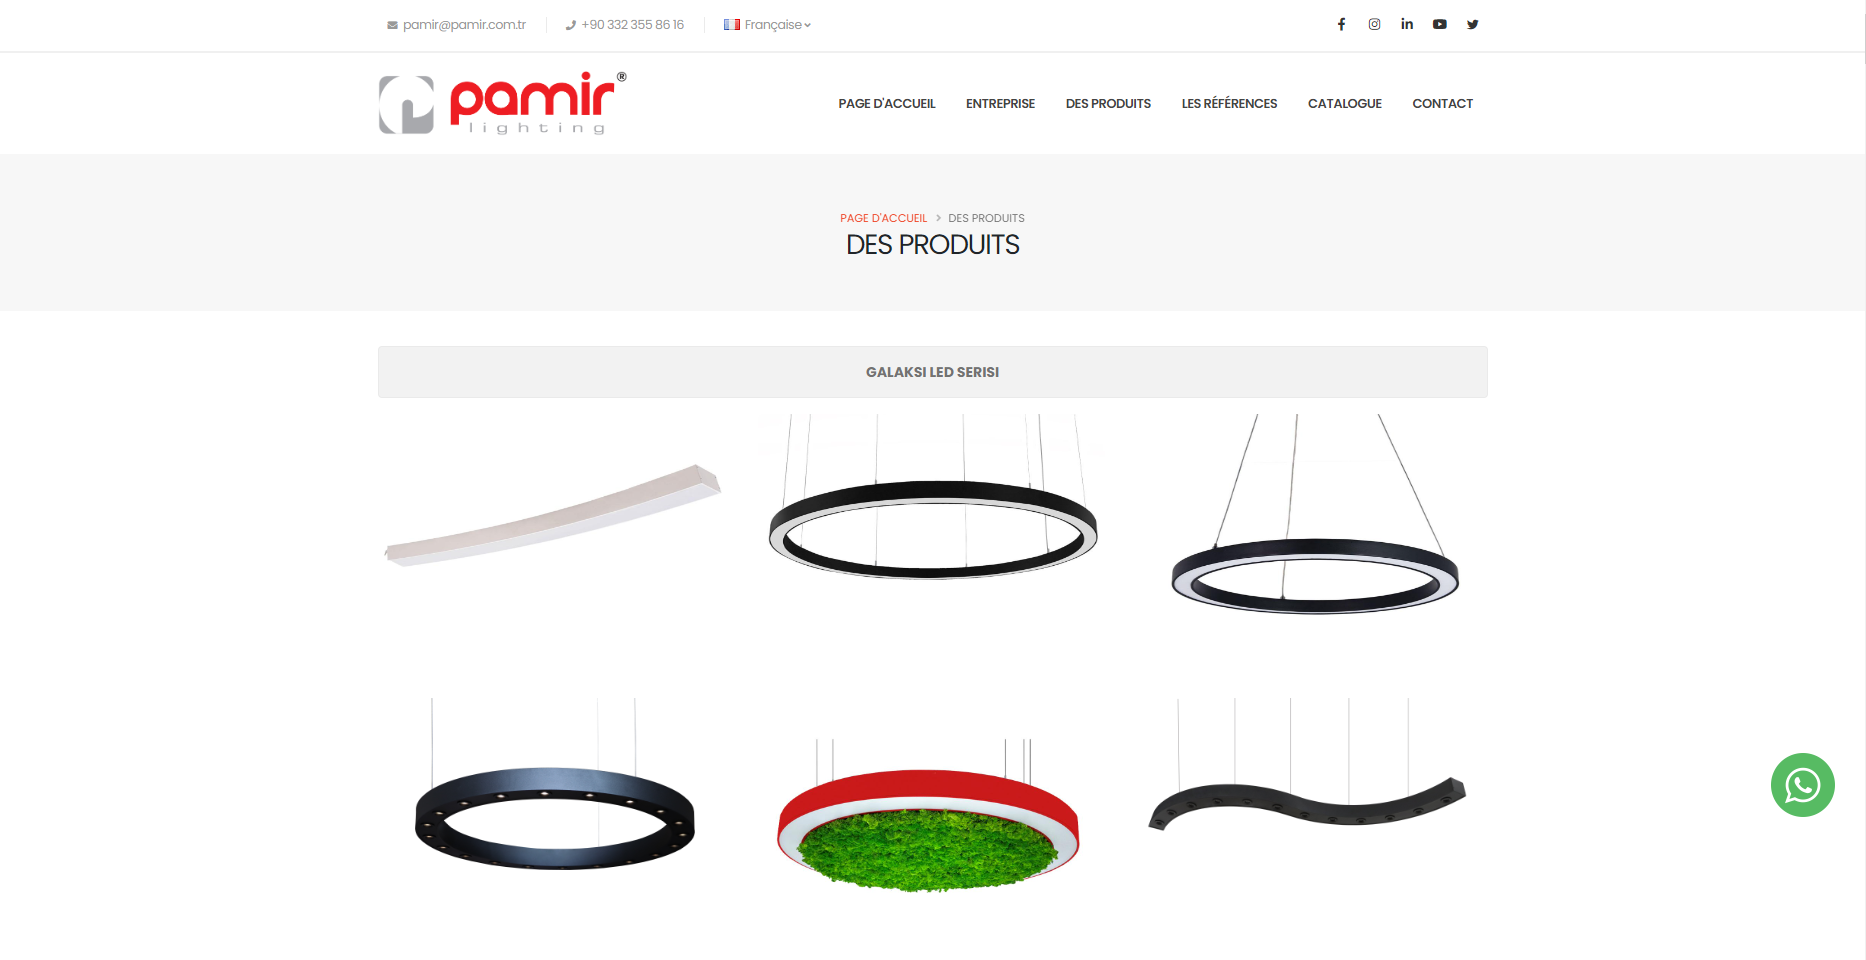 pamir@pamir.com.tr
+90 332 355 86 16
Française
pamir®
lighting
PAGE D'ACCUEIL
ENTREPRISE
DES PRODUITS
LES RÉFÉRENCES
CATALOGUE
CONTACT
PAGE D'ACCUEIL > DES PRODUITS
DES PRODUITS
GALAKSI LED SERISI